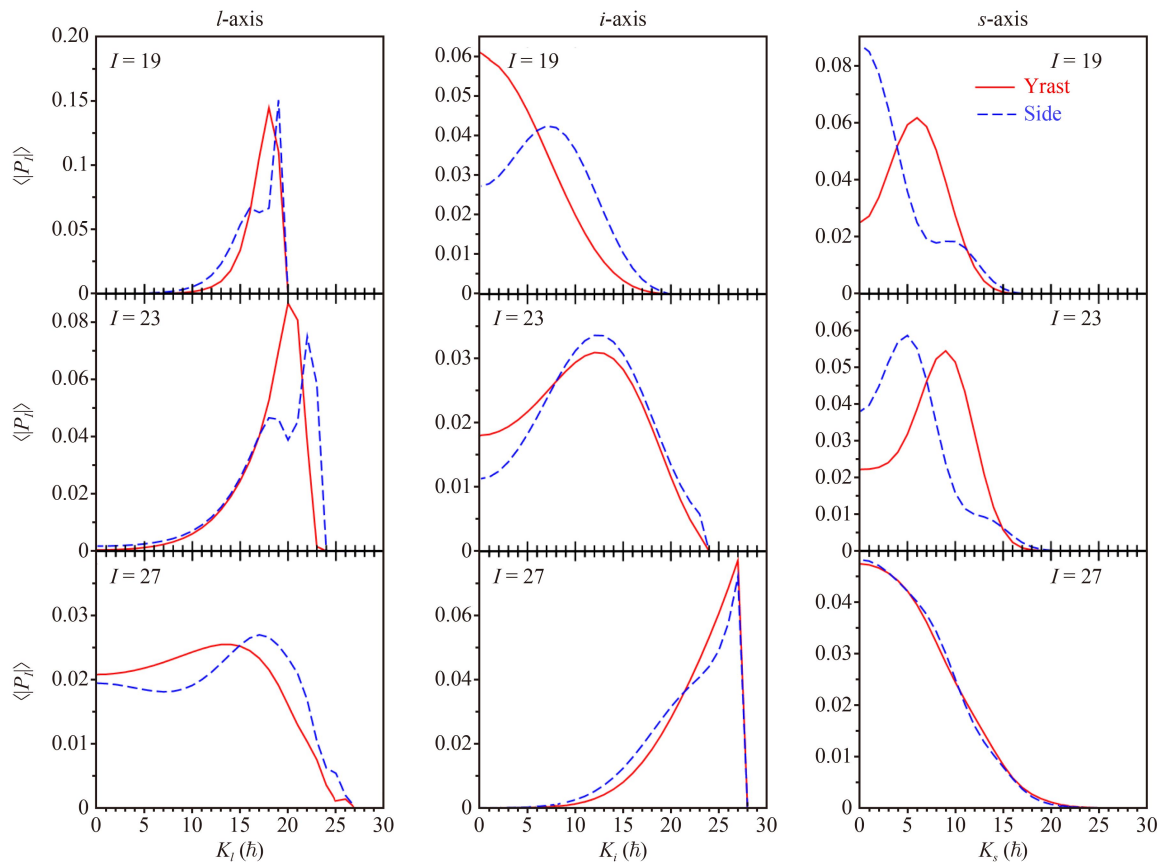 l-axis
i-axis
s-axis
0.20
0.15
0.10
0.05
0
⟨|P_I|⟩
I = 19
0.06
0.05
0.04
0.03
0.02
0.01
0
I = 19
0.08
0.06
0.04
0.02
0
I = 19
Yrast
Side
0.08
0.06
0.04
0.02
0
⟨|P_I|⟩
I = 23
0.03
0.02
0.01
0
I = 23
0.06
0.05
0.04
0.03
0.02
0.01
0
I = 23
0.03
0.02
0.01
0
⟨|P_I|⟩
I = 27
0.06
0.04
0.02
0
I = 27
0.04
0.03
0.02
0.01
0
I = 27
0 5 10 15 20 25 30
K_l (ℏ)
0 5 10 15 20 25 30
K_i (ℏ)
0 5 10 15 20 25 30
K_s (ℏ)